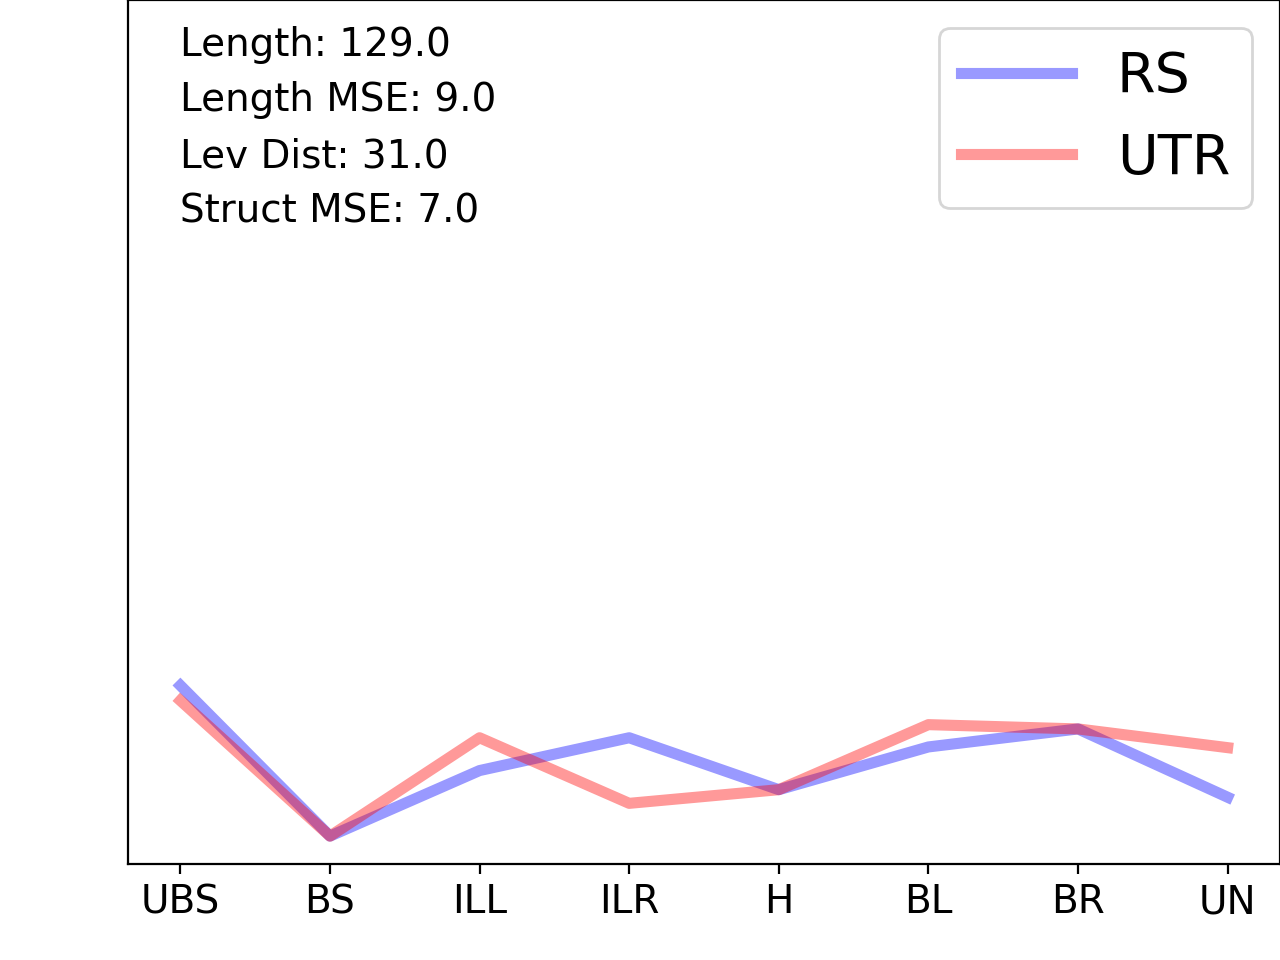 Length: 129.0
Length MSE: 9.0
Lev Dist: 31.0
Struct MSE: 7.0
RS
UTR
UBS BS ILL ILR H BL BR UN